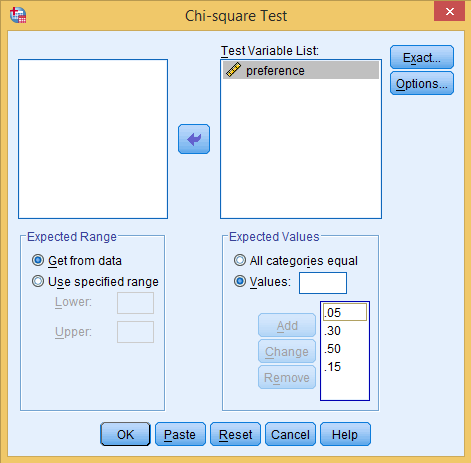 Chi-square Test
Test Variable List:
preference
Exact...
Options...
Expected Range
Get from data
Use specified range
Lower:
Upper:
Expected Values
All categories equal
Values:
Add
Change
Remove
.05
.30
.50
.15
OK
Paste
Reset
Cancel
Help